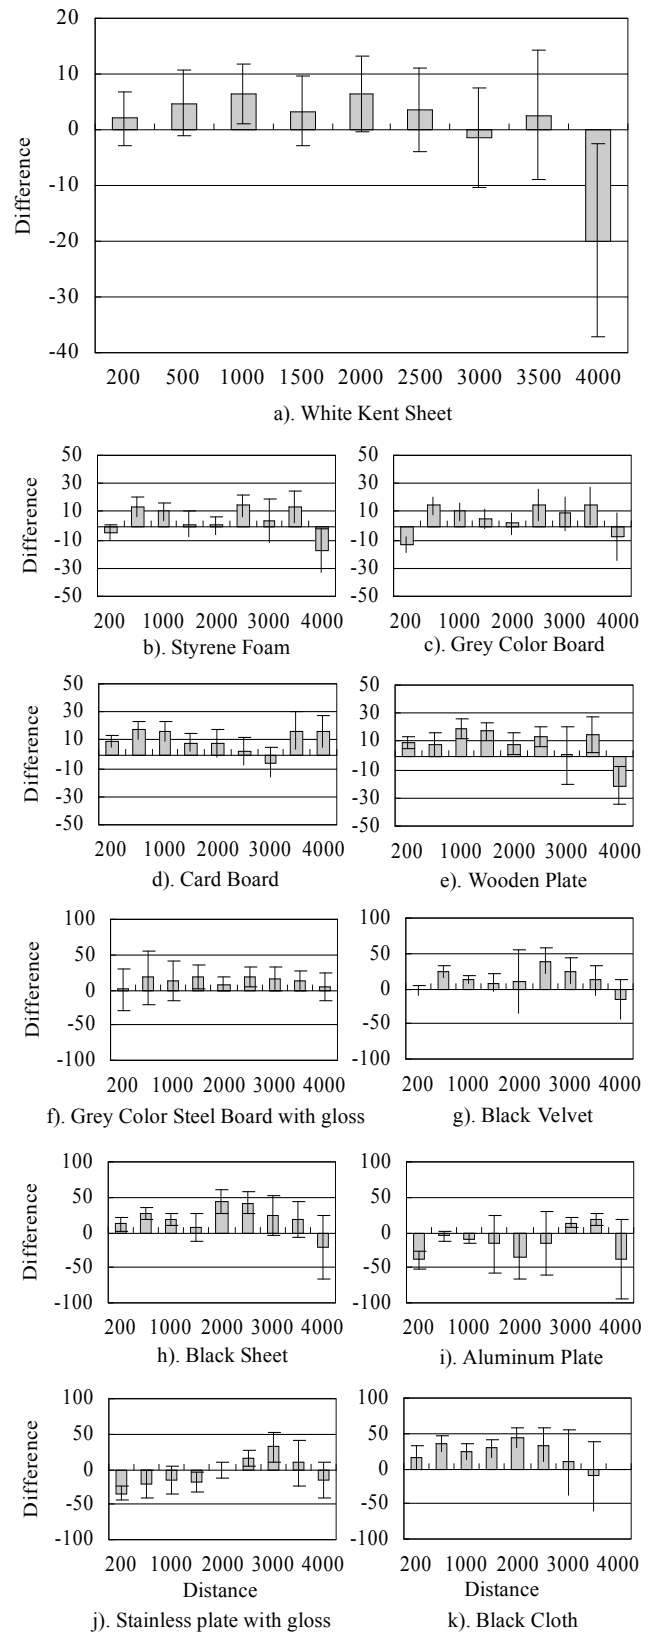 20
10
0
-10
-20
-30
-40
Difference
200 500 1000 1500 2000 2500 3000 3500 4000
a). White Kent Sheet
50
30
10
-10
-30
-50
Difference
200 1000 2000 3000 4000
b). Styrene Foam
50
30
10
-10
-30
-50
200 1000 2000 3000 4000
c). Grey Color Board
50
30
10
-10
-30
-50
Difference
200 1000 2000 3000 4000
d). Card Board
50
30
10
-10
-30
-50
200 1000 2000 3000 4000
e). Wooden Plate
100
50
0
-50
-100
Difference
200 1000 2000 3000 4000
f). Grey Color Steel Board with gloss
100
50
0
-50
-100
200 1000 2000 3000 4000
g). Black Velvet
100
50
0
-50
-100
Difference
200 1000 2000 3000 4000
h). Black Sheet
100
50
0
-50
-100
200 1000 2000 3000 4000
i). Aluminum Plate
100
50
0
-50
-100
Difference
200 1000 2000 3000 4000
Distance
j). Stainless plate with gloss
100
50
0
-50
-100
200 1000 2000 3000 4000
Distance
k). Black Cloth